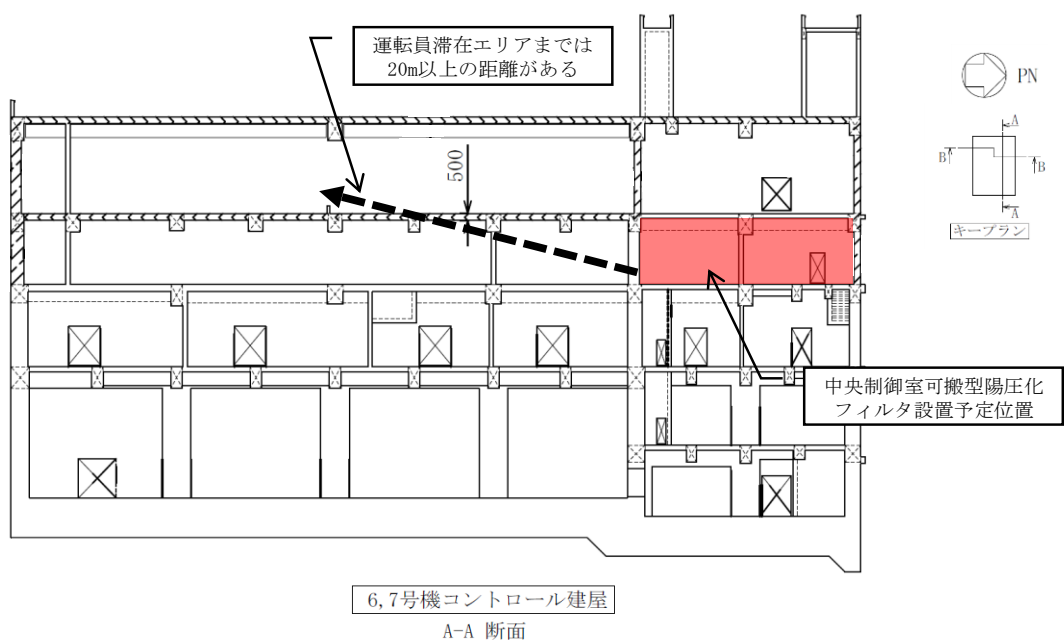 運転員滞在エリアまでは
20m以上の距離がある
PN
A
B
B
A
キープラン
500
中央制御室可搬型陽圧化
フィルタ設置予定位置
6,7号機コントロール建屋
A-A 断面